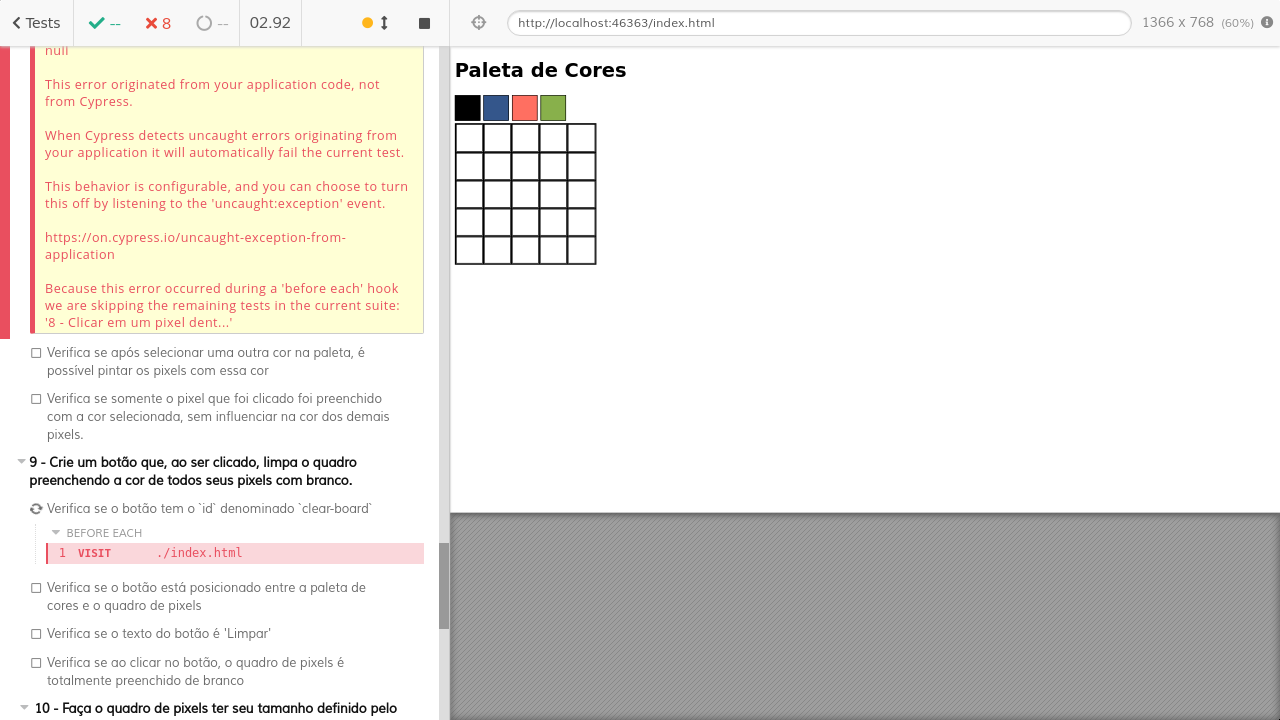 Tests
--
8
--
02.92
http://localhost:46363/index.html
1366 x 768 (60%)
null
This error originated from your application code, not
from Cypress.
When Cypress detects uncaught errors originating from
your application it will automatically fail the current test.
This behavior is configurable, and you can choose to turn
this off by listening to the 'uncaught:exception' event.
https://on.cypress.io/uncaught-exception-from-
application
Because this error occurred during a 'before each' hook
we are skipping the remaining tests in the current suite:
'8 - Clicar em um pixel dent...'
Verifica se após selecionar uma outra cor na paleta, é
possível pintar os pixels com essa cor
Verifica se somente o pixel que foi clicado foi preenchido
com a cor selecionada, sem influenciar na cor dos demais
pixels.
9 - Crie um botão que, ao ser clicado, limpa o quadro
preenchendo a cor de todos seus pixels com branco.
Verifica se o botão tem o `id` denominado `clear-board`
BEFORE EACH
1 VISIT ./index.html
Verifica se o botão está posicionado entre a paleta de
cores e o quadro de pixels
Verifica se o texto do botão é 'Limpar'
Verifica se ao clicar no botão, o quadro de pixels é
totalmente preenchido de branco
10 - Faça o quadro de pixels ter seu tamanho definido pelo
Paleta de Cores